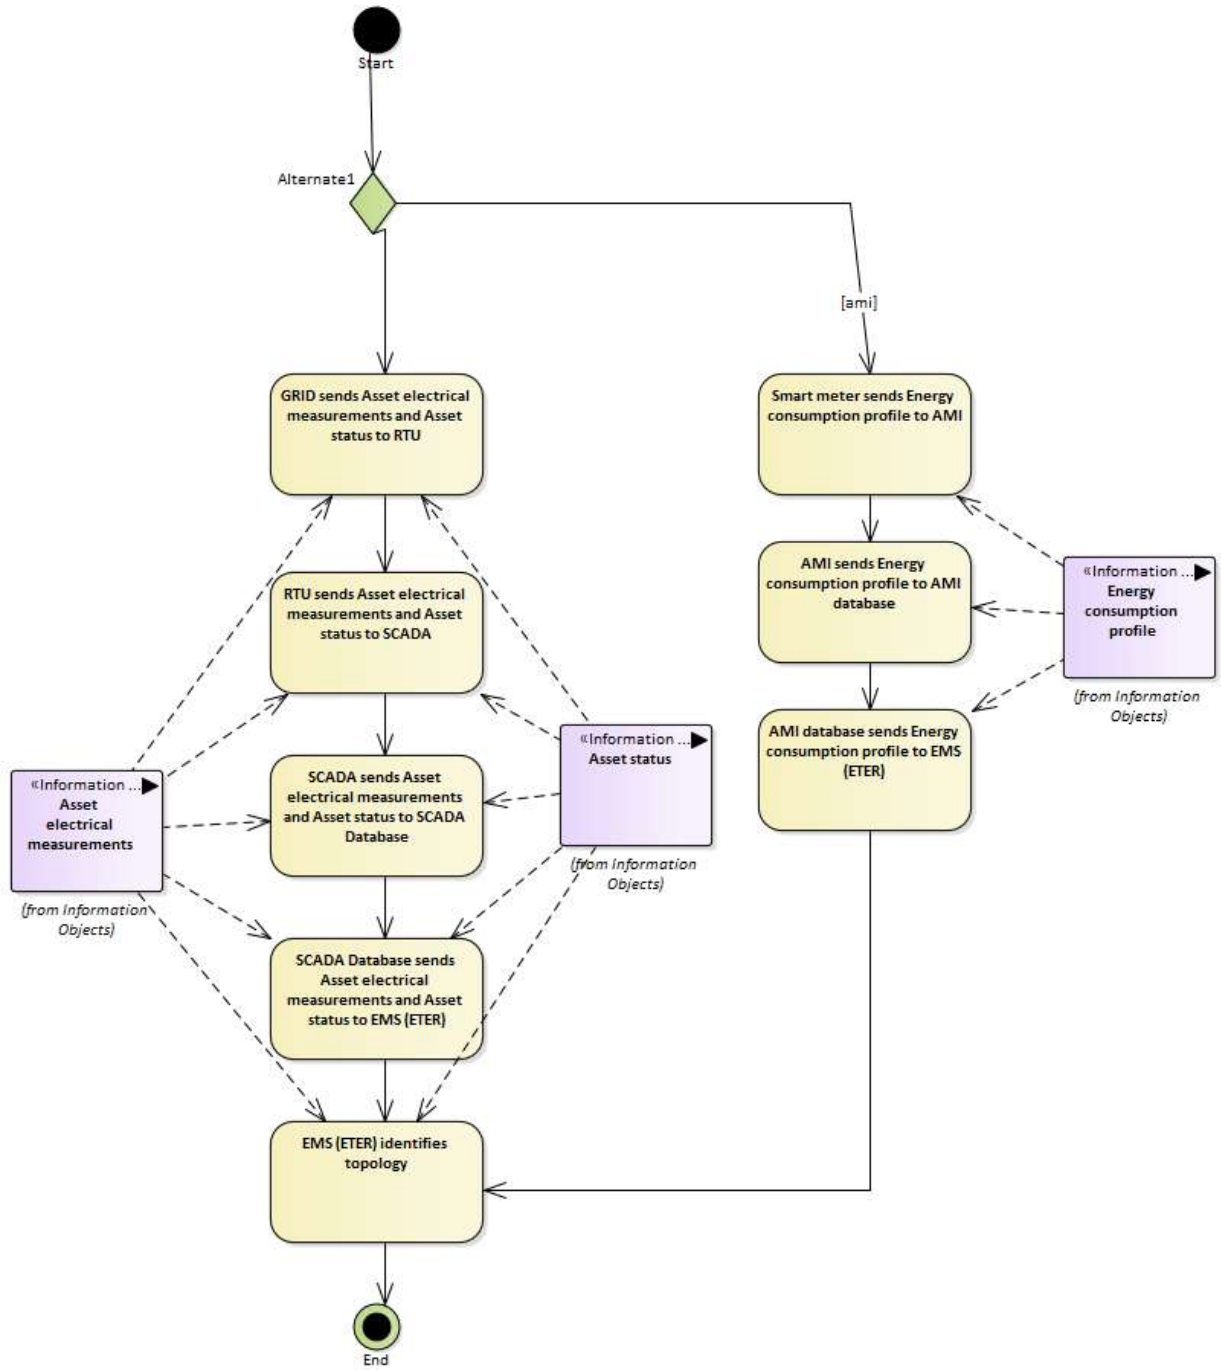 Start
Alternate1
[ami]
GRID sends Asset electrical
measurements and Asset
status to RTU
Smart meter sends Energy
consumption profile to AMI
RTU sends Asset electrical
measurements and Asset
status to SCADA
AMI sends Energy
consumption profile to AMI
database
«Information ...
Energy
consumption
profile
(from Information
Objects)
SCADA sends Asset
electrical measurements
and Asset status to SCADA
Database
«Information ...
Asset status
(from Information
Objects)
AMI database sends Energy
consumption profile to EMS
(ETER)
«Information ...
Asset
electrical
measurements
(from Information
Objects)
SCADA Database sends
Asset electrical
measurements and Asset
status to EMS (ETER)
EMS (ETER) identifies
topology
End